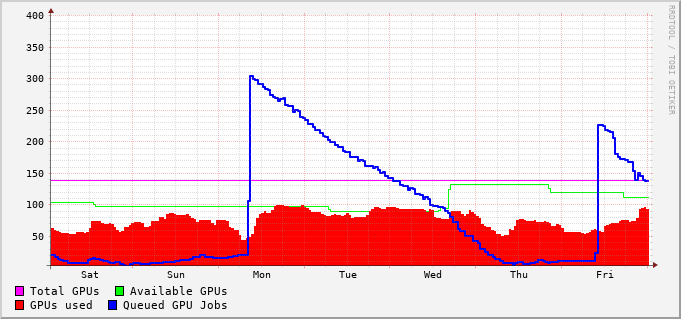 400
350
300
250
200
150
100
50
Sat Sun Mon Tue Wed Thu Fri
Total GPUs Available GPUs
GPUs used Queued GPU Jobs
RRDTOOL / TOBI OETIKER